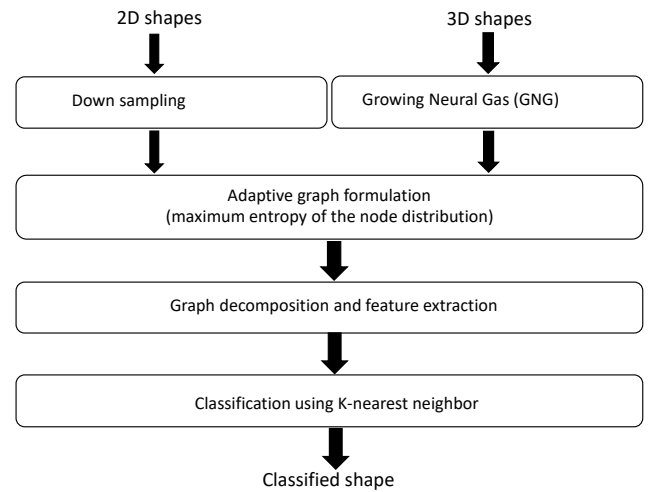 2D shapes
3D shapes
Down sampling
Growing Neural Gas (GNG)
Adaptive graph formulation
(maximum entropy of the node distribution)
Graph decomposition and feature extraction
Classification using K-nearest neighbor
Classified shape